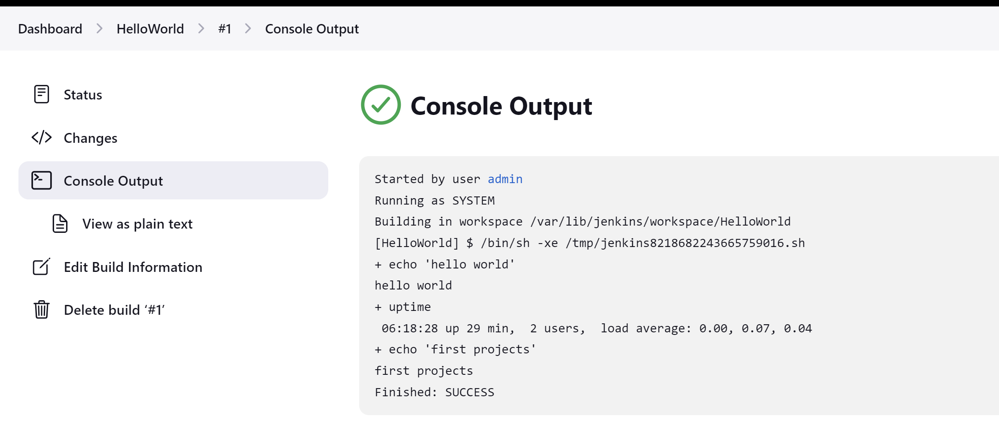 Dashboard > HelloWorld > #1 > Console Output
Status
Changes
Console Output
View as plain text
Edit Build Information
Delete build ‘#1’
Console Output
Started by user admin
Running as SYSTEM
Building in workspace /var/lib/jenkins/workspace/HelloWorld
[HelloWorld] $ /bin/sh -xe /tmp/jenkins8218682243665759016.sh
+ echo 'hello world'
hello world
+ uptime
 06:18:28 up 29 min,  2 users,  load average: 0.00, 0.07, 0.04
+ echo 'first projects'
first projects
Finished: SUCCESS